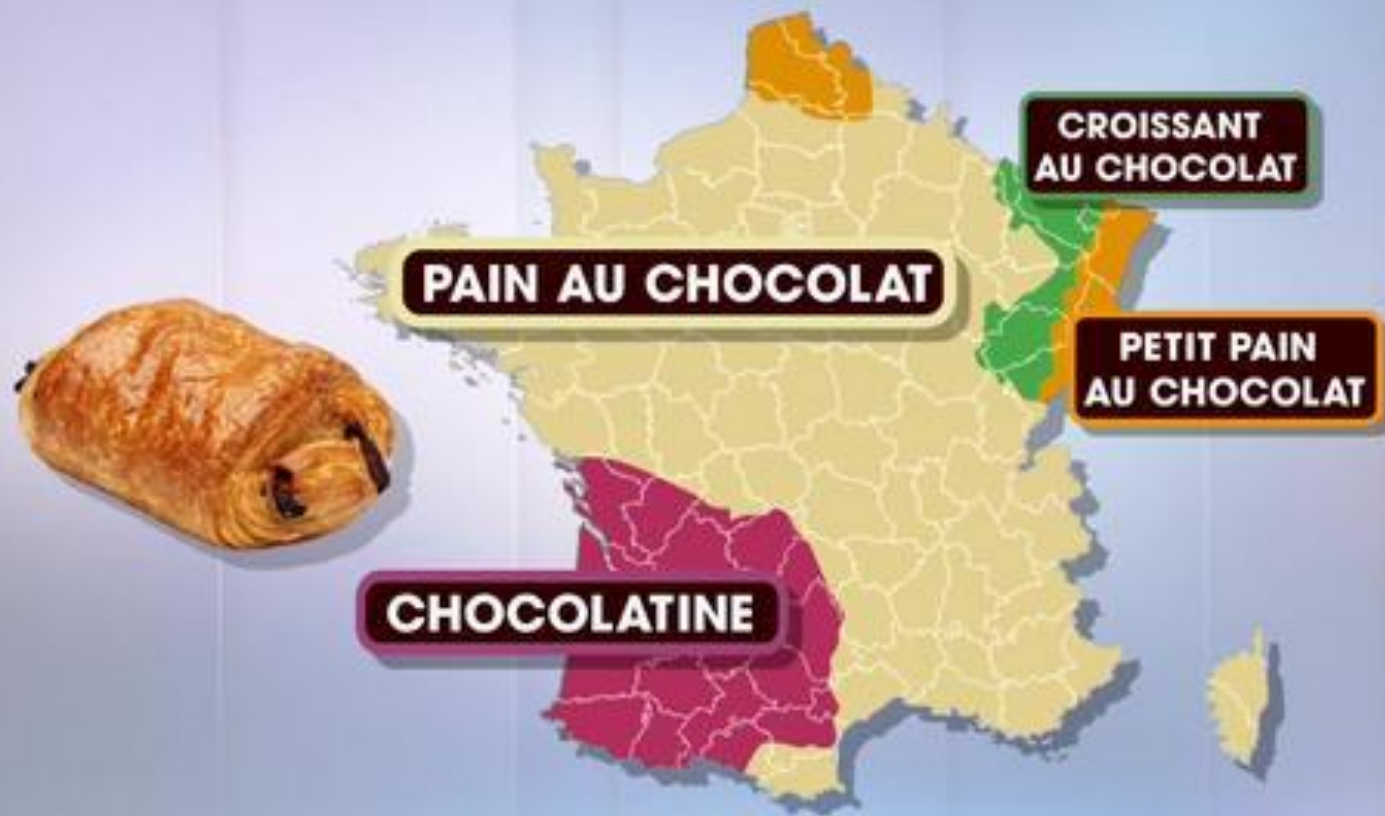 CROISSANT
AU CHOCOLAT
PAIN AU CHOCOLAT
PETIT PAIN
AU CHOCOLAT
CHOCOLATINE